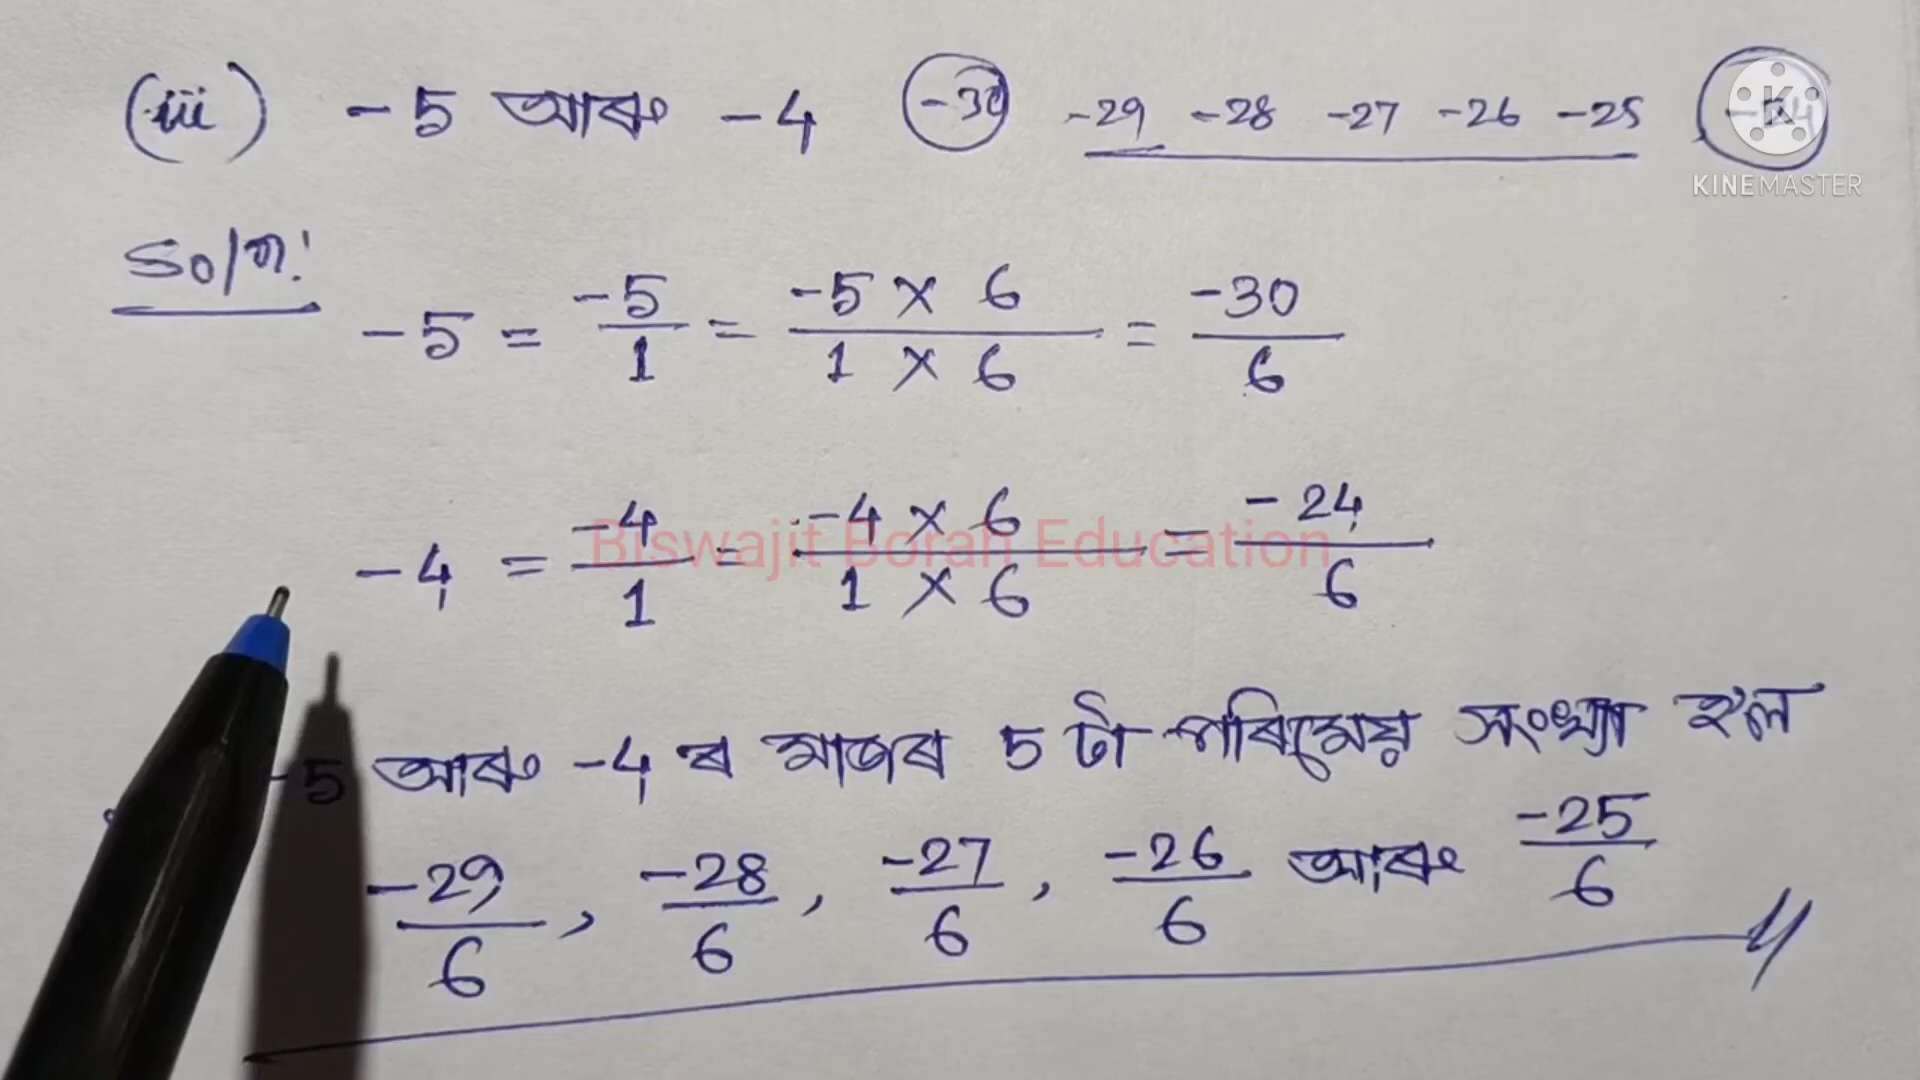 (iii) -5 আৰু -4 -30 -29 -28 -27 -26 -25 -24
KINEMASTER
Soln:
-5 = -5/1 = -5 × 6/1 × 6 = -30/6
-4 = -4/1 = -4 × 6/1 × 6 = -24/6
Biswajit Borah Education
-5 আৰু -4 ৰ মাজৰ 5 টা পৰিমেয় সংখ্যা হ'ল
-29/6, -28/6, -27/6, -26/6 আৰু -25/6